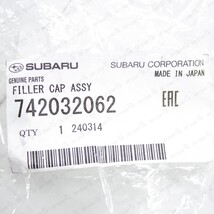 SUBARU
SUBARU CORPORATION
GENUINE PARTS
MADE IN JAPAN
FILLER CAP ASSY
742032062
EAC
QTY 1 240314